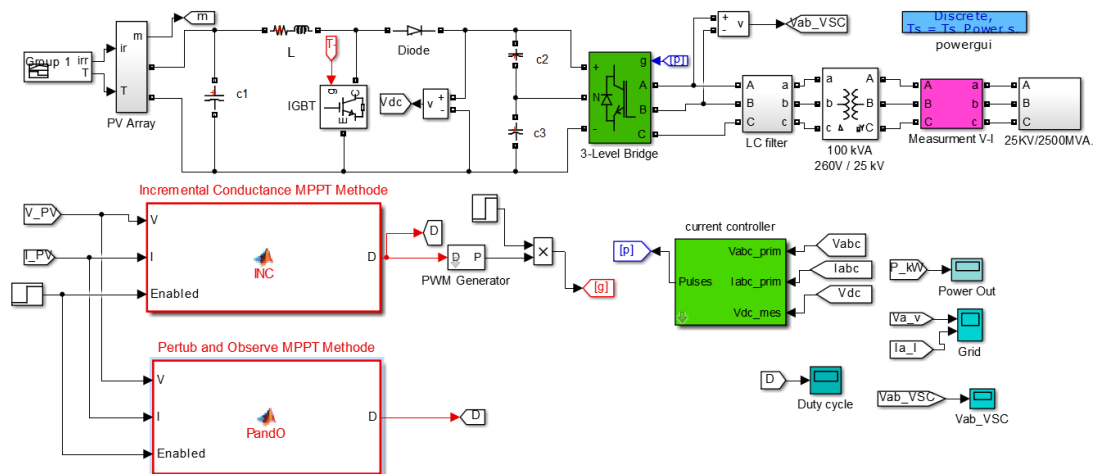 m
Group 1
irr
T
ir
T
m
PV Array
c1
L
T-
g
C
E
IGBT
Diode
Vdc
v
+
-
c2
c3
+
N
-
g
A
B
C
3-Level Bridge
[p]
+
-
v
Vab_VSC
A
B
C
a
b
c
LC filter
a
b
c
A
B
C
100 kVA
260V / 25 kV
A
B
C
a
b
c
Measurment V-I
A
B
C
25KV/2500MVA.
Discrete,
Ts = Ts_Power s.
powergui
Incremental Conductance MPPT Methode
V_PV
I_PV
V
I
Enabled
INC
D
D
D
P
PWM Generator
×
[g]
Pertub and Observe MPPT Methode
V
I
Enabled
PandO
D
D
current controller
[p]
Pulses
Vabc_prim
Iabc_prim
Vdc_mes
Vabc
Iabc
Vdc
P_kW
Power Out
Va_v
Ia_I
Grid
D
Duty cycle
Vab_VSC
Vab_VSC